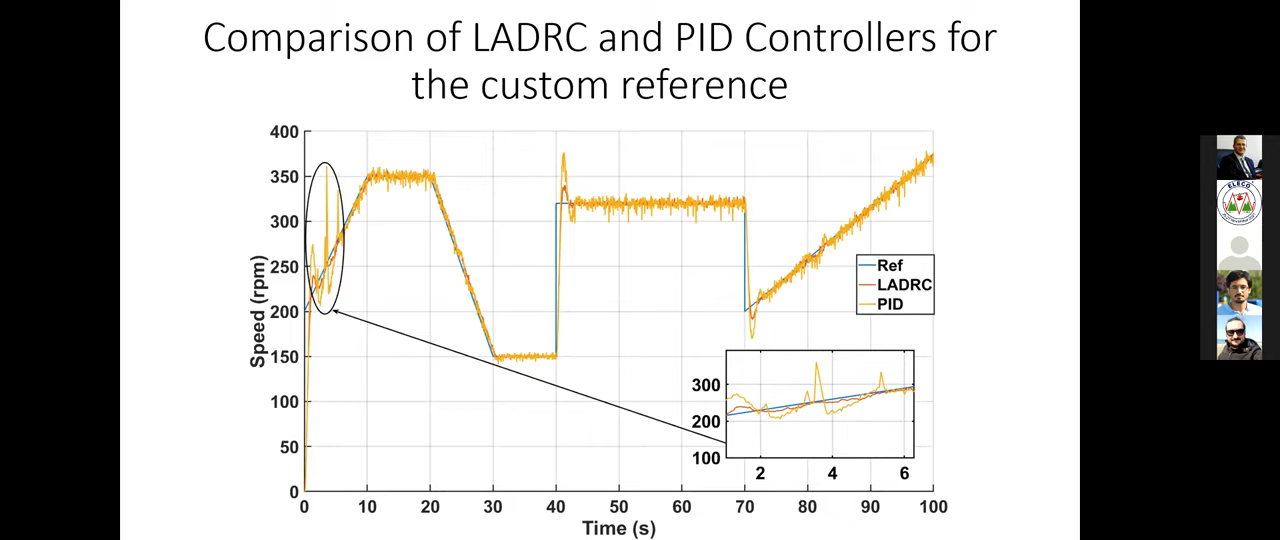 Comparison of LADRC and PID Controllers for
the custom reference
400
350
300
250
200
150
100
50
0
Speed (rpm)
0 10 20 30 40 50 60 70 80 90 100
Time (s)
Ref
LADRC
PID
300
200
100
2 4 6
ELECO